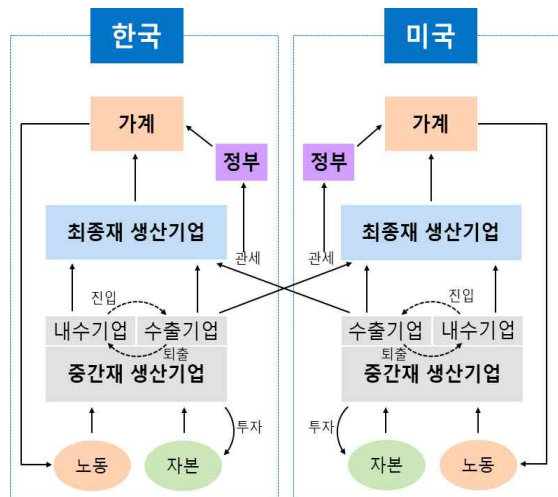 한국
미국
가계
가계
정부
정부
최종재 생산기업
최종재 생산기업
관세
관세
진입
진입
내수기업
수출기업
수출기업
내수기업
퇴출
퇴출
중간재 생산기업
중간재 생산기업
투자
투자
노동
자본
자본
노동